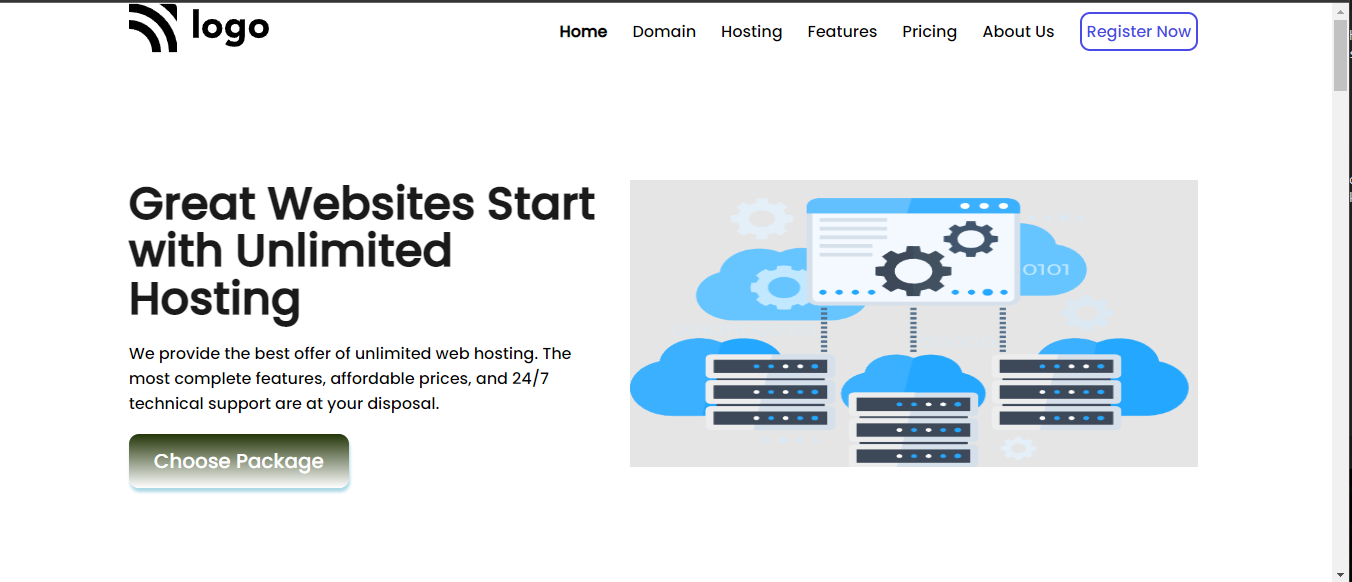 logo
Home Domain Hosting Features Pricing About Us Register Now
Great Websites Start
with Unlimited
Hosting
We provide the best offer of unlimited web hosting. The
most complete features, affordable prices, and 24/7
technical support are at your disposal.
Choose Package
0101